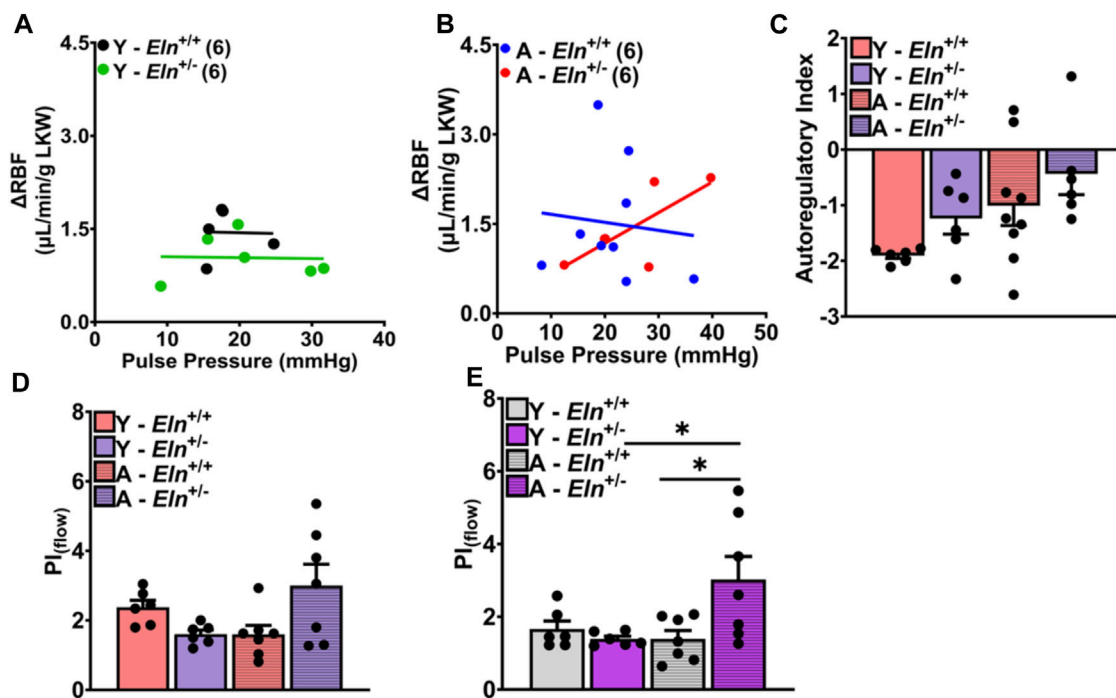 A
4.5
3.0
1.5
0.0
0
10
20
30
40
ΔRBF
(µL/min/g LKW)
Pulse Pressure (mmHg)
Y - Eln+/+ (6)
Y - Eln+/- (6)
B
4.5
3.0
1.5
0.0
0
10
20
30
40
50
ΔRBF
(µL/min/g LKW)
Pulse Pressure (mmHg)
A - Eln+/+ (6)
A - Eln+/- (6)
C
2
1
0
-1
-2
-3
Autoregulatory Index
Y - Eln+/+
Y - Eln+/-
A - Eln+/+
A - Eln+/-
D
8
6
4
2
0
PI(flow)
Y - Eln+/+
Y - Eln+/-
A - Eln+/+
A - Eln+/-
E
8
6
4
2
0
PI(flow)
Y - Eln+/+
Y - Eln+/-
A - Eln+/+
A - Eln+/-
*
*